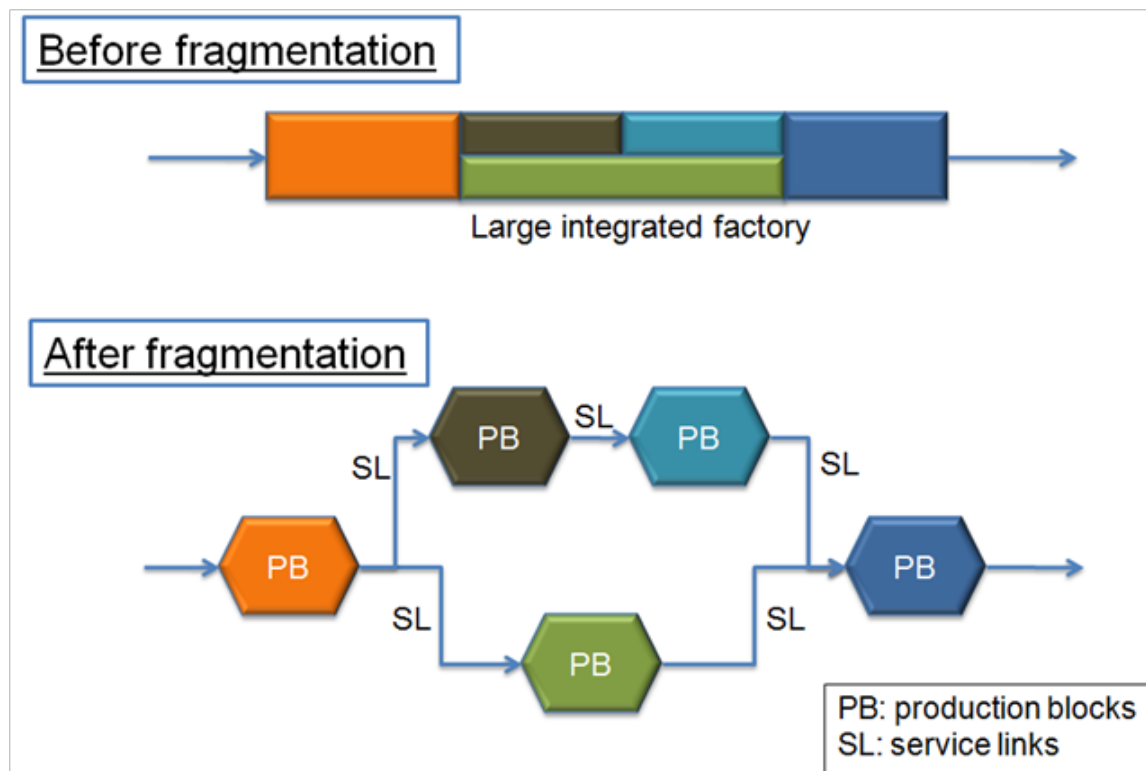 Before fragmentation
Large integrated factory
After fragmentation
PB
SL
PB
SL
SL
PB
PB
SL
PB
SL
PB: production blocks
SL: service links